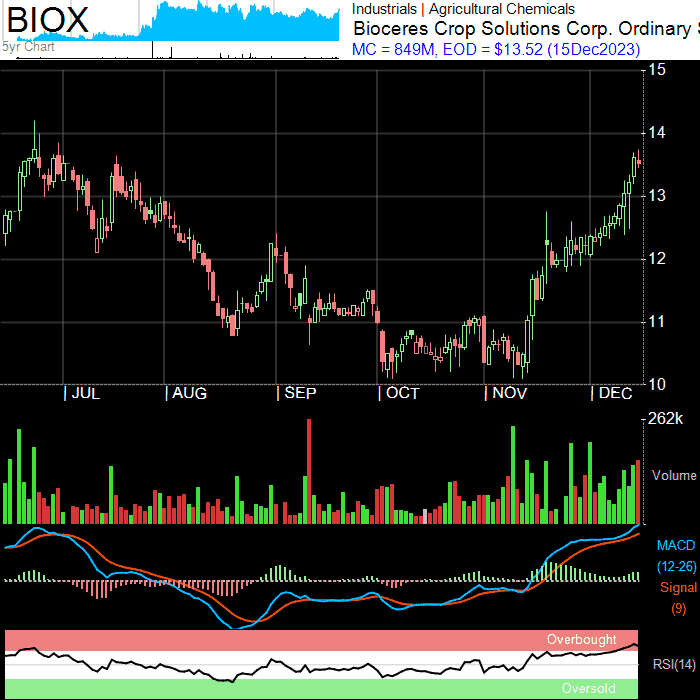 BIOX
5yr Chart
Industrials | Agricultural Chemicals
Bioceres Crop Solutions Corp. Ordinary S
MC = 849M, EOD = $13.52 (15Dec2023)
15
14
13
12
11
10
| JUL | AUG | SEP | OCT | NOV | DEC
262k
Volume
MACD
(12-26)
Signal
(9)
Overbought
RSI(14)
Oversold